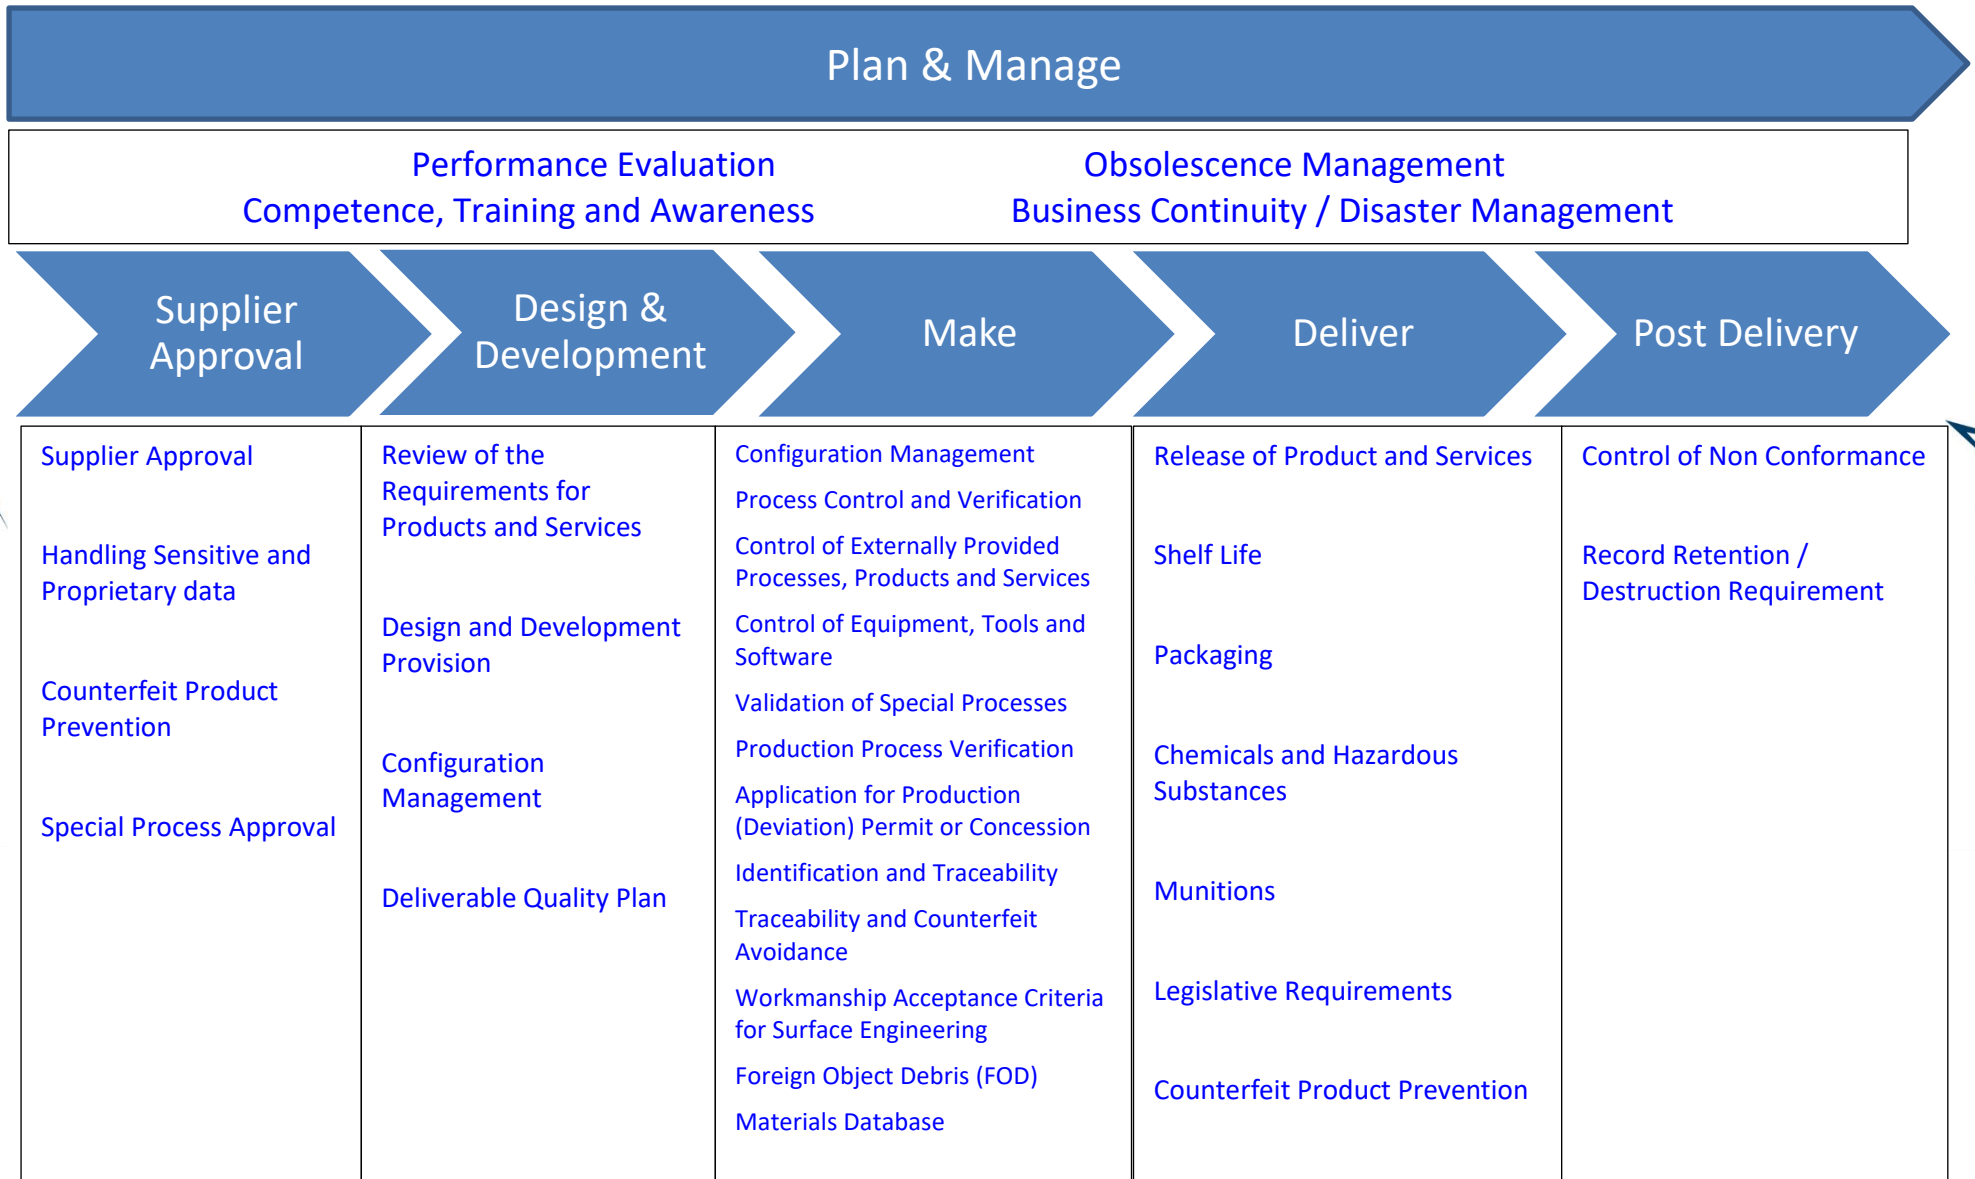 Plan & Manage
Performance Evaluation
Competence, Training and Awareness
Obsolescence Management
Business Continuity / Disaster Management
Supplier
Approval
Design &
Development
Make
Deliver
Post Delivery
Supplier Approval
Handling Sensitive and
Proprietary data
Counterfeit Product
Prevention
Special Process Approval
Review of the
Requirements for
Products and Services
Design and Development
Provision
Configuration
Management
Deliverable Quality Plan
Configuration Management
Process Control and Verification
Control of Externally Provided
Processes, Products and Services
Control of Equipment, Tools and
Software
Validation of Special Processes
Production Process Verification
Application for Production
(Deviation) Permit or Concession
Identification and Traceability
Traceability and Counterfeit
Avoidance
Workmanship Acceptance Criteria
for Surface Engineering
Foreign Object Debris (FOD)
Materials Database
Release of Product and Services
Shelf Life
Packaging
Chemicals and Hazardous
Substances
Munitions
Legislative Requirements
Counterfeit Product Prevention
Control of Non Conformance
Record Retention /
Destruction Requirement